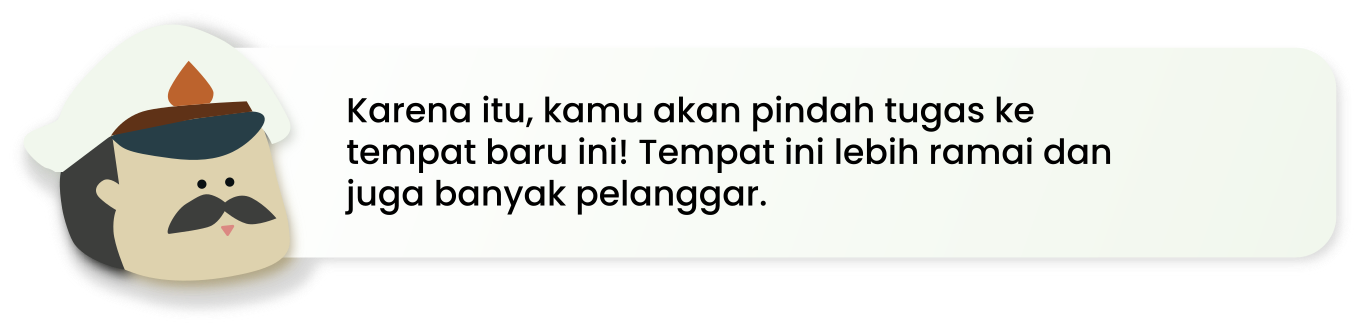 Karena itu, kamu akan pindah tugas ke
tempat baru ini! Tempat ini lebih ramai dan
juga banyak pelanggar.